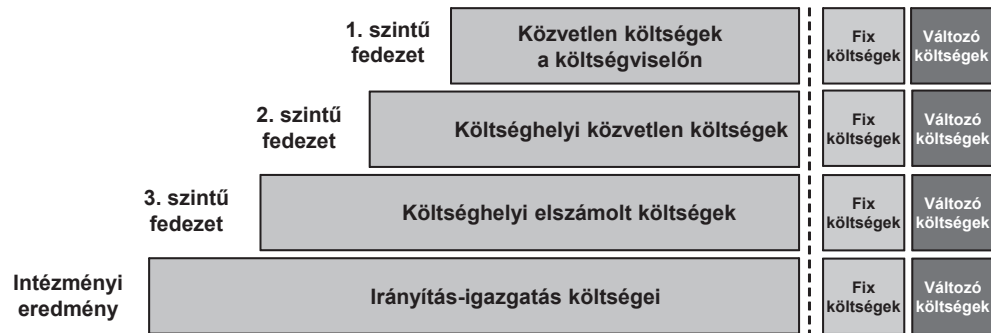 1. szintű
fedezet
Közvetlen költségek
a költségviselőn
Fix
költségek
Változó
költségek
2. szintű
fedezet
Költséghelyi közvetlen költségek
Fix
költségek
Változó
költségek
3. szintű
fedezet
Költséghelyi elszámolt költségek
Fix
költségek
Változó
költségek
Intézményi
eredmény
Irányítás-igazgatás költségei
Fix
költségek
Változó
költségek